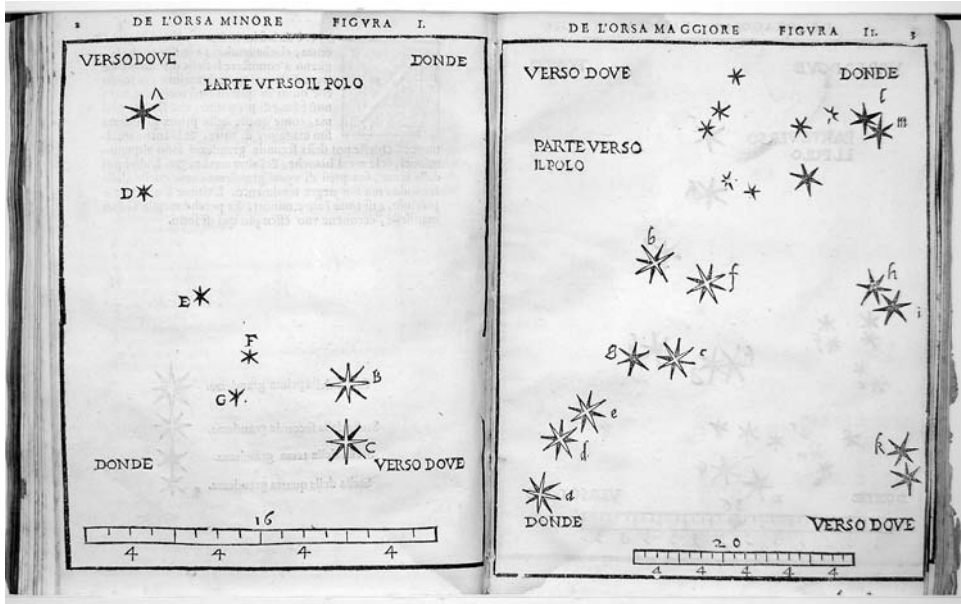 2 DE L'ORSA MINORE FIGVRA I.
VERSO DOVE
DONDE
PARTE VERSO IL POLO
A
D
E
F
G
B
C
DONDE
VERSO DOVE
16
4 4 4 4
DE L'ORSA MAGGIORE FIGVRA II. 3
VERSO DOVE
DONDE
l
m
PARTE VERSO
IL POLO
b
f
h
i
g
c
e
d
k
a
DONDE
VERSO DOVE
20
4 4 4 4 4